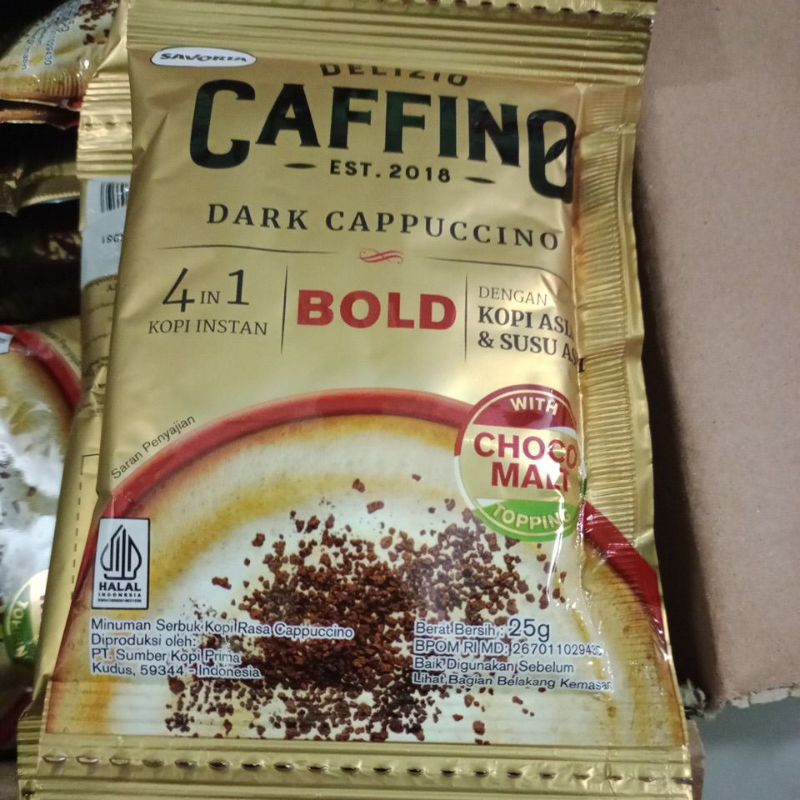 SAVORIA
DELIZIO
CAFFINO
EST. 2018
DARK CAPPUCCINO
4 IN 1
KOPI INSTAN
BOLD
DENGAN
KOPI ASLI
& SUSU ASLI
WITH
CHOCO
MALT
TOPPING
Saran Penyajian
HALAL
INDONESIA
Minuman Serbuk Kopi Rasa Cappuccino
Diproduksi oleh:
PT. Sumber Kopi Prima
Kudus, 59344 - Indonesia
Berat Bersih : 25g
BPOM RI MD:
Baik Digunakan Sebelum
Lihat Bagian Belakang Kemasan